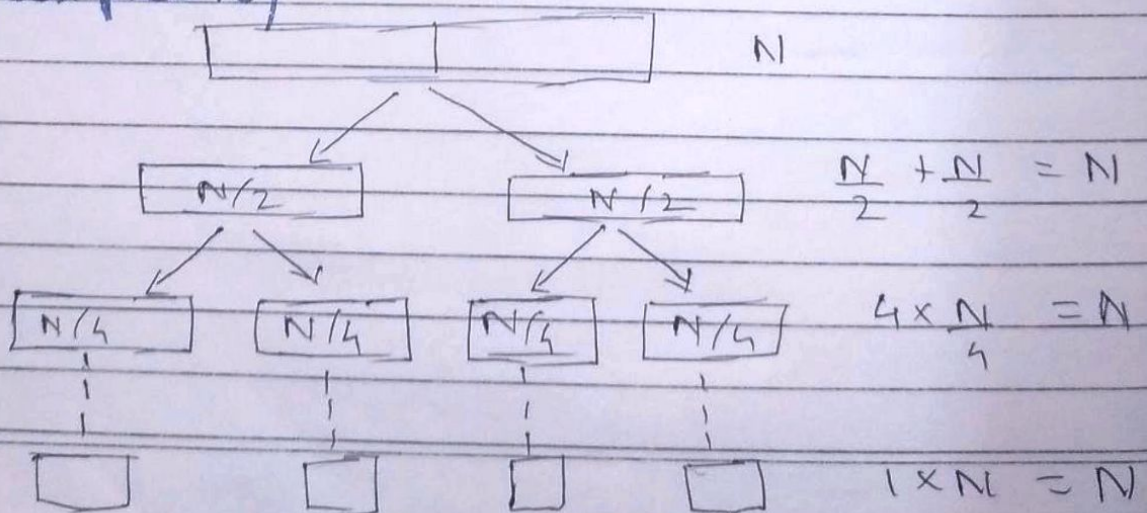 N
N/2 N/2 N/2 + N/2 = N
N/4 N/4 N/4 N/4 4 × N/4 = N
1 × N = N